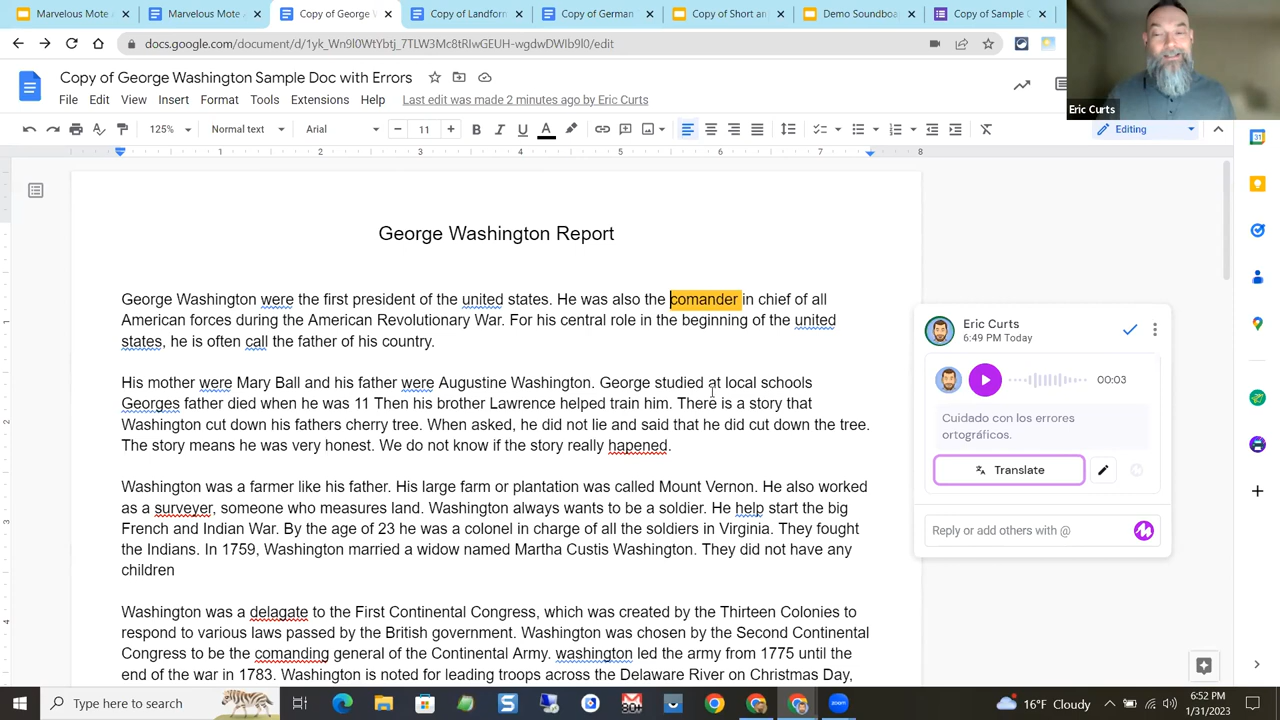 Marvelous Mote A
Marvelous Mote A
Copy of George W
Copy of Landform
Copy of German
Copy of Short an
Demo Soundboar
Copy of Sample C
docs.google.com/document/d/1yk_Wn9l0WtYbtj_7TLW3Mc8tRIwGEUH-wgdwDWIb9l0/edit
Copy of George Washington Sample Doc with Errors
File Edit View Insert Format Tools Extensions Help Last edit was made 2 minutes ago by Eric Curts
Eric Curts
125% Normal text Arial 11 B I U A Editing
1 2 3 4 5 6 7 8
George Washington Report
George Washington were the first president of the united states. He was also the comander in chief of all
American forces during the American Revolutionary War. For his central role in the beginning of the united
states, he is often call the father of his country.
His mother were Mary Ball and his father were Augustine Washington. George studied at local schools
Georges father died when he was 11 Then his brother Lawrence helped train him. There is a story that
Washington cut down his fathers cherry tree. When asked, he did not lie and said that he did cut down the tree.
The story means he was very honest. We do not know if the story really hapened.
Washington was a farmer like his father. His large farm or plantation was called Mount Vernon. He also worked
as a surveyer, someone who measures land. Washington always wants to be a soldier. He help start the big
French and Indian War. By the age of 23 he was a colonel in charge of all the soldiers in Virginia. They fought
the Indians. In 1759, Washington married a widow named Martha Custis Washington. They did not have any
children
Washington was a delagate to the First Continental Congress, which was created by the Thirteen Colonies to
respond to various laws passed by the British government. Washington was chosen by the Second Continental
Congress to be the comanding general of the Continental Army. washington led the army from 1775 until the
end of the war in 1783. Washington is noted for leading troops across the Delaware River on Christmas Day,
Eric Curts
6:49 PM Today
00:03
Cuidado con los errores
ortográficos.
Translate
Reply or add others with @
Type here to search
80+
zoom
16°F Cloudy
6:52 PM
1/31/2023